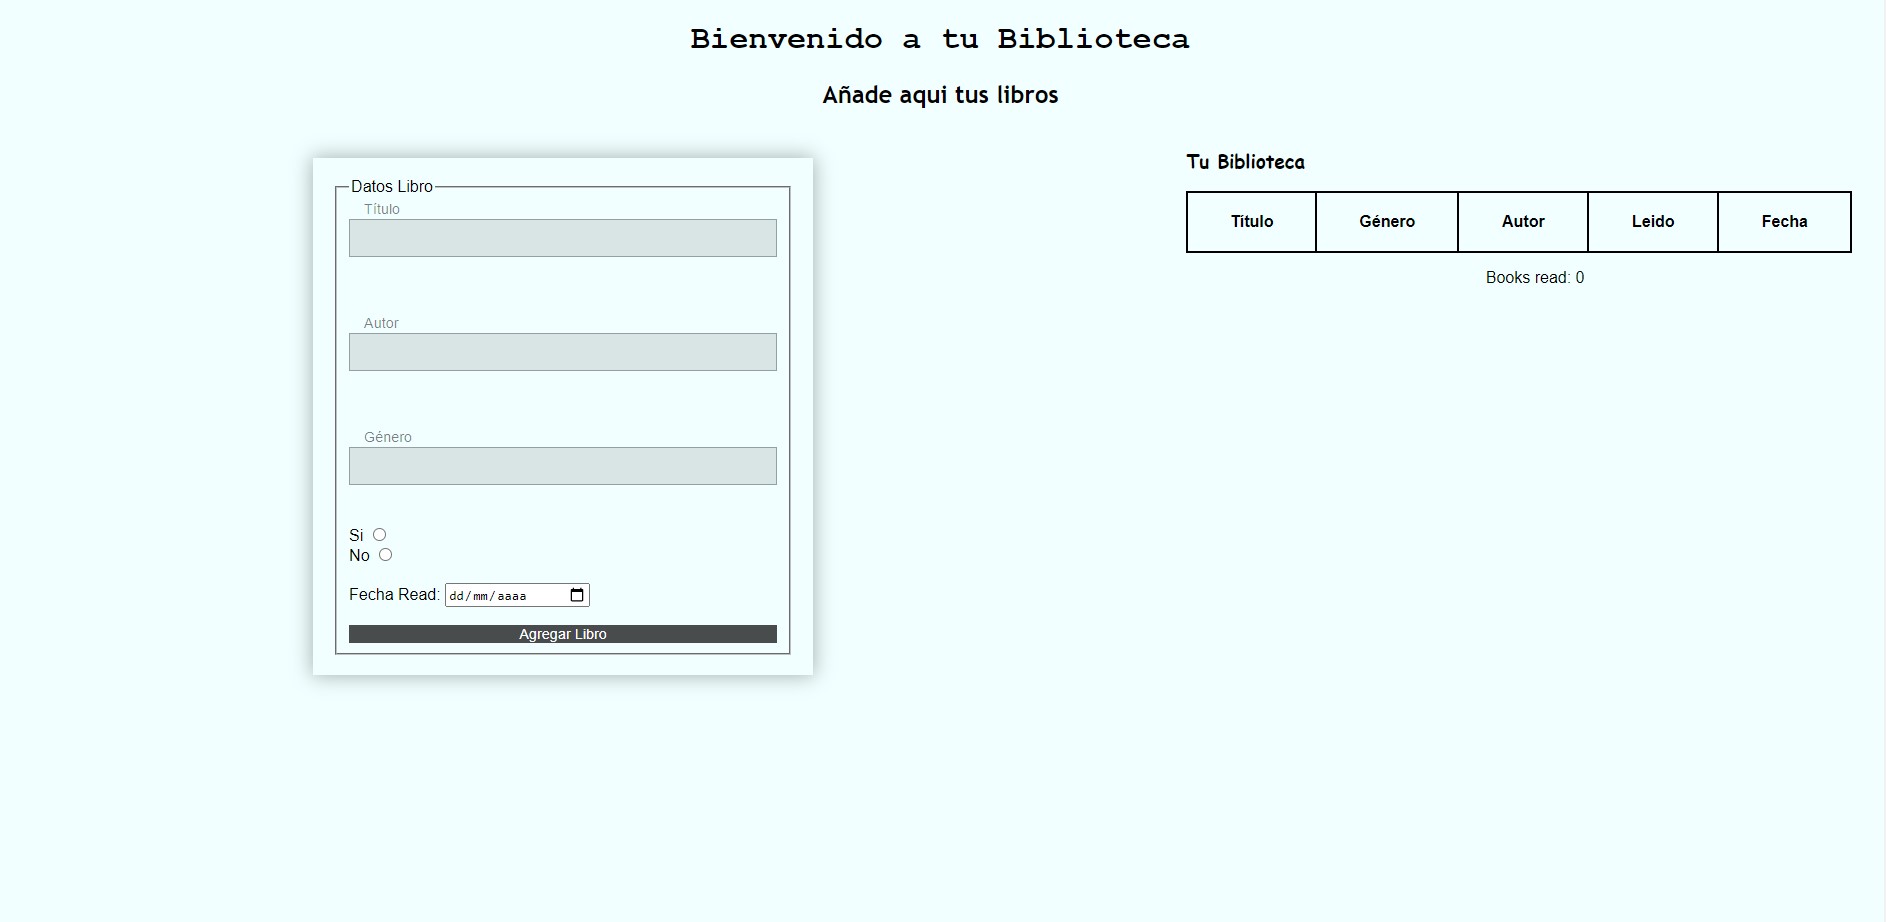 Bienvenido a tu Biblioteca
Añade aqui tus libros
Datos Libro
Título
Autor
Género
Si
No
Fecha Read: dd/mm/aaaa
Agregar Libro
Tu Biblioteca
Título Género Autor Leido Fecha
Books read: 0